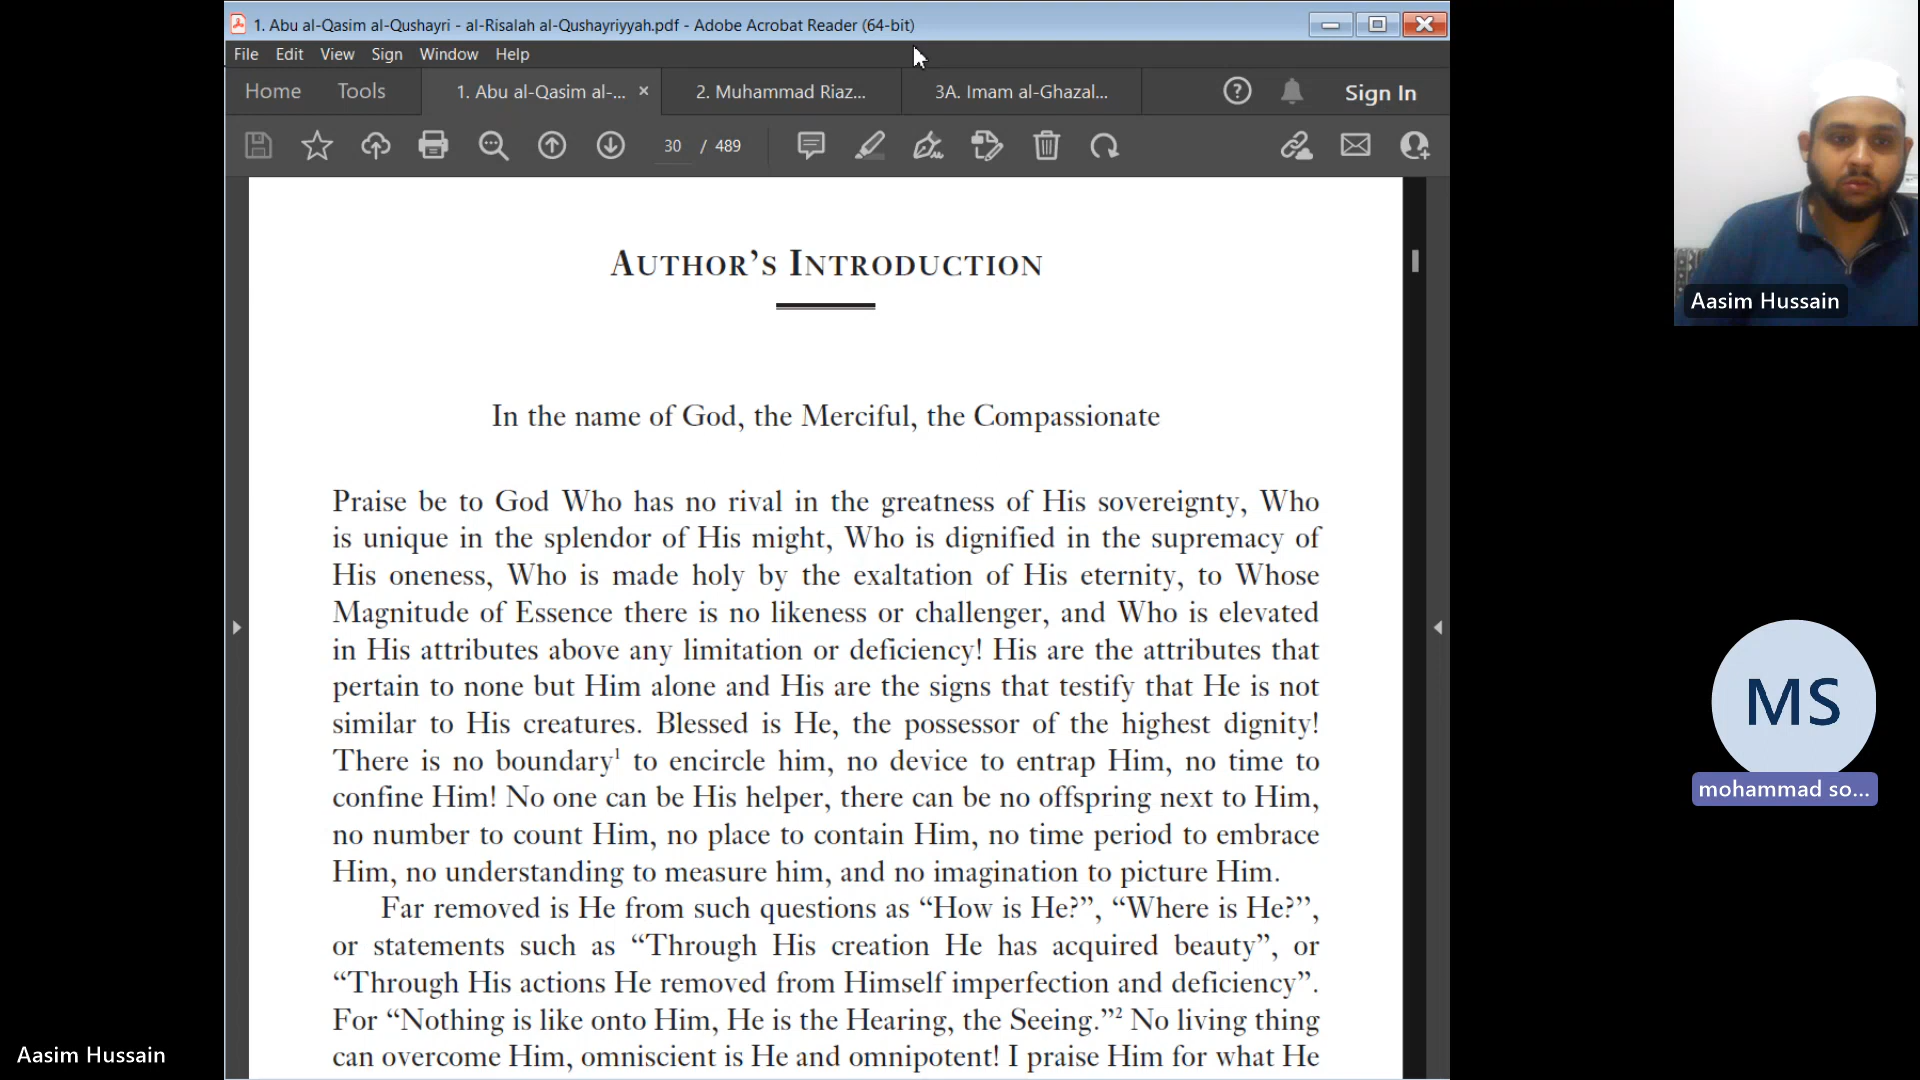 1. Abu al-Qasim al-Qushayri - al-Risalah al-Qushayriyyah.pdf - Adobe Acrobat Reader (64-bit)
File Edit View Sign Window Help
Home Tools 1. Abu al-Qasim al-... × 2. Muhammad Riaz... 3A. Imam al-Ghazal... Sign In
30 / 489
AUTHOR'S INTRODUCTION
In the name of God, the Merciful, the Compassionate
Praise be to God Who has no rival in the greatness of His sovereignty, Who
is unique in the splendor of His might, Who is dignified in the supremacy of
His oneness, Who is made holy by the exaltation of His eternity, to Whose
Magnitude of Essence there is no likeness or challenger, and Who is elevated
in His attributes above any limitation or deficiency! His are the attributes that
pertain to none but Him alone and His are the signs that testify that He is not
similar to His creatures. Blessed is He, the possessor of the highest dignity!
There is no boundary¹ to encircle him, no device to entrap Him, no time to
confine Him! No one can be His helper, there can be no offspring next to Him,
no number to count Him, no place to contain Him, no time period to embrace
Him, no understanding to measure him, and no imagination to picture Him.
Far removed is He from such questions as “How is He?”, “Where is He?”,
or statements such as “Through His creation He has acquired beauty”, or
“Through His actions He removed from Himself imperfection and deficiency”.
For “Nothing is like onto Him, He is the Hearing, the Seeing.”² No living thing
can overcome Him, omniscient is He and omnipotent! I praise Him for what He
Aasim Hussain
MS
mohammad so...
Aasim Hussain